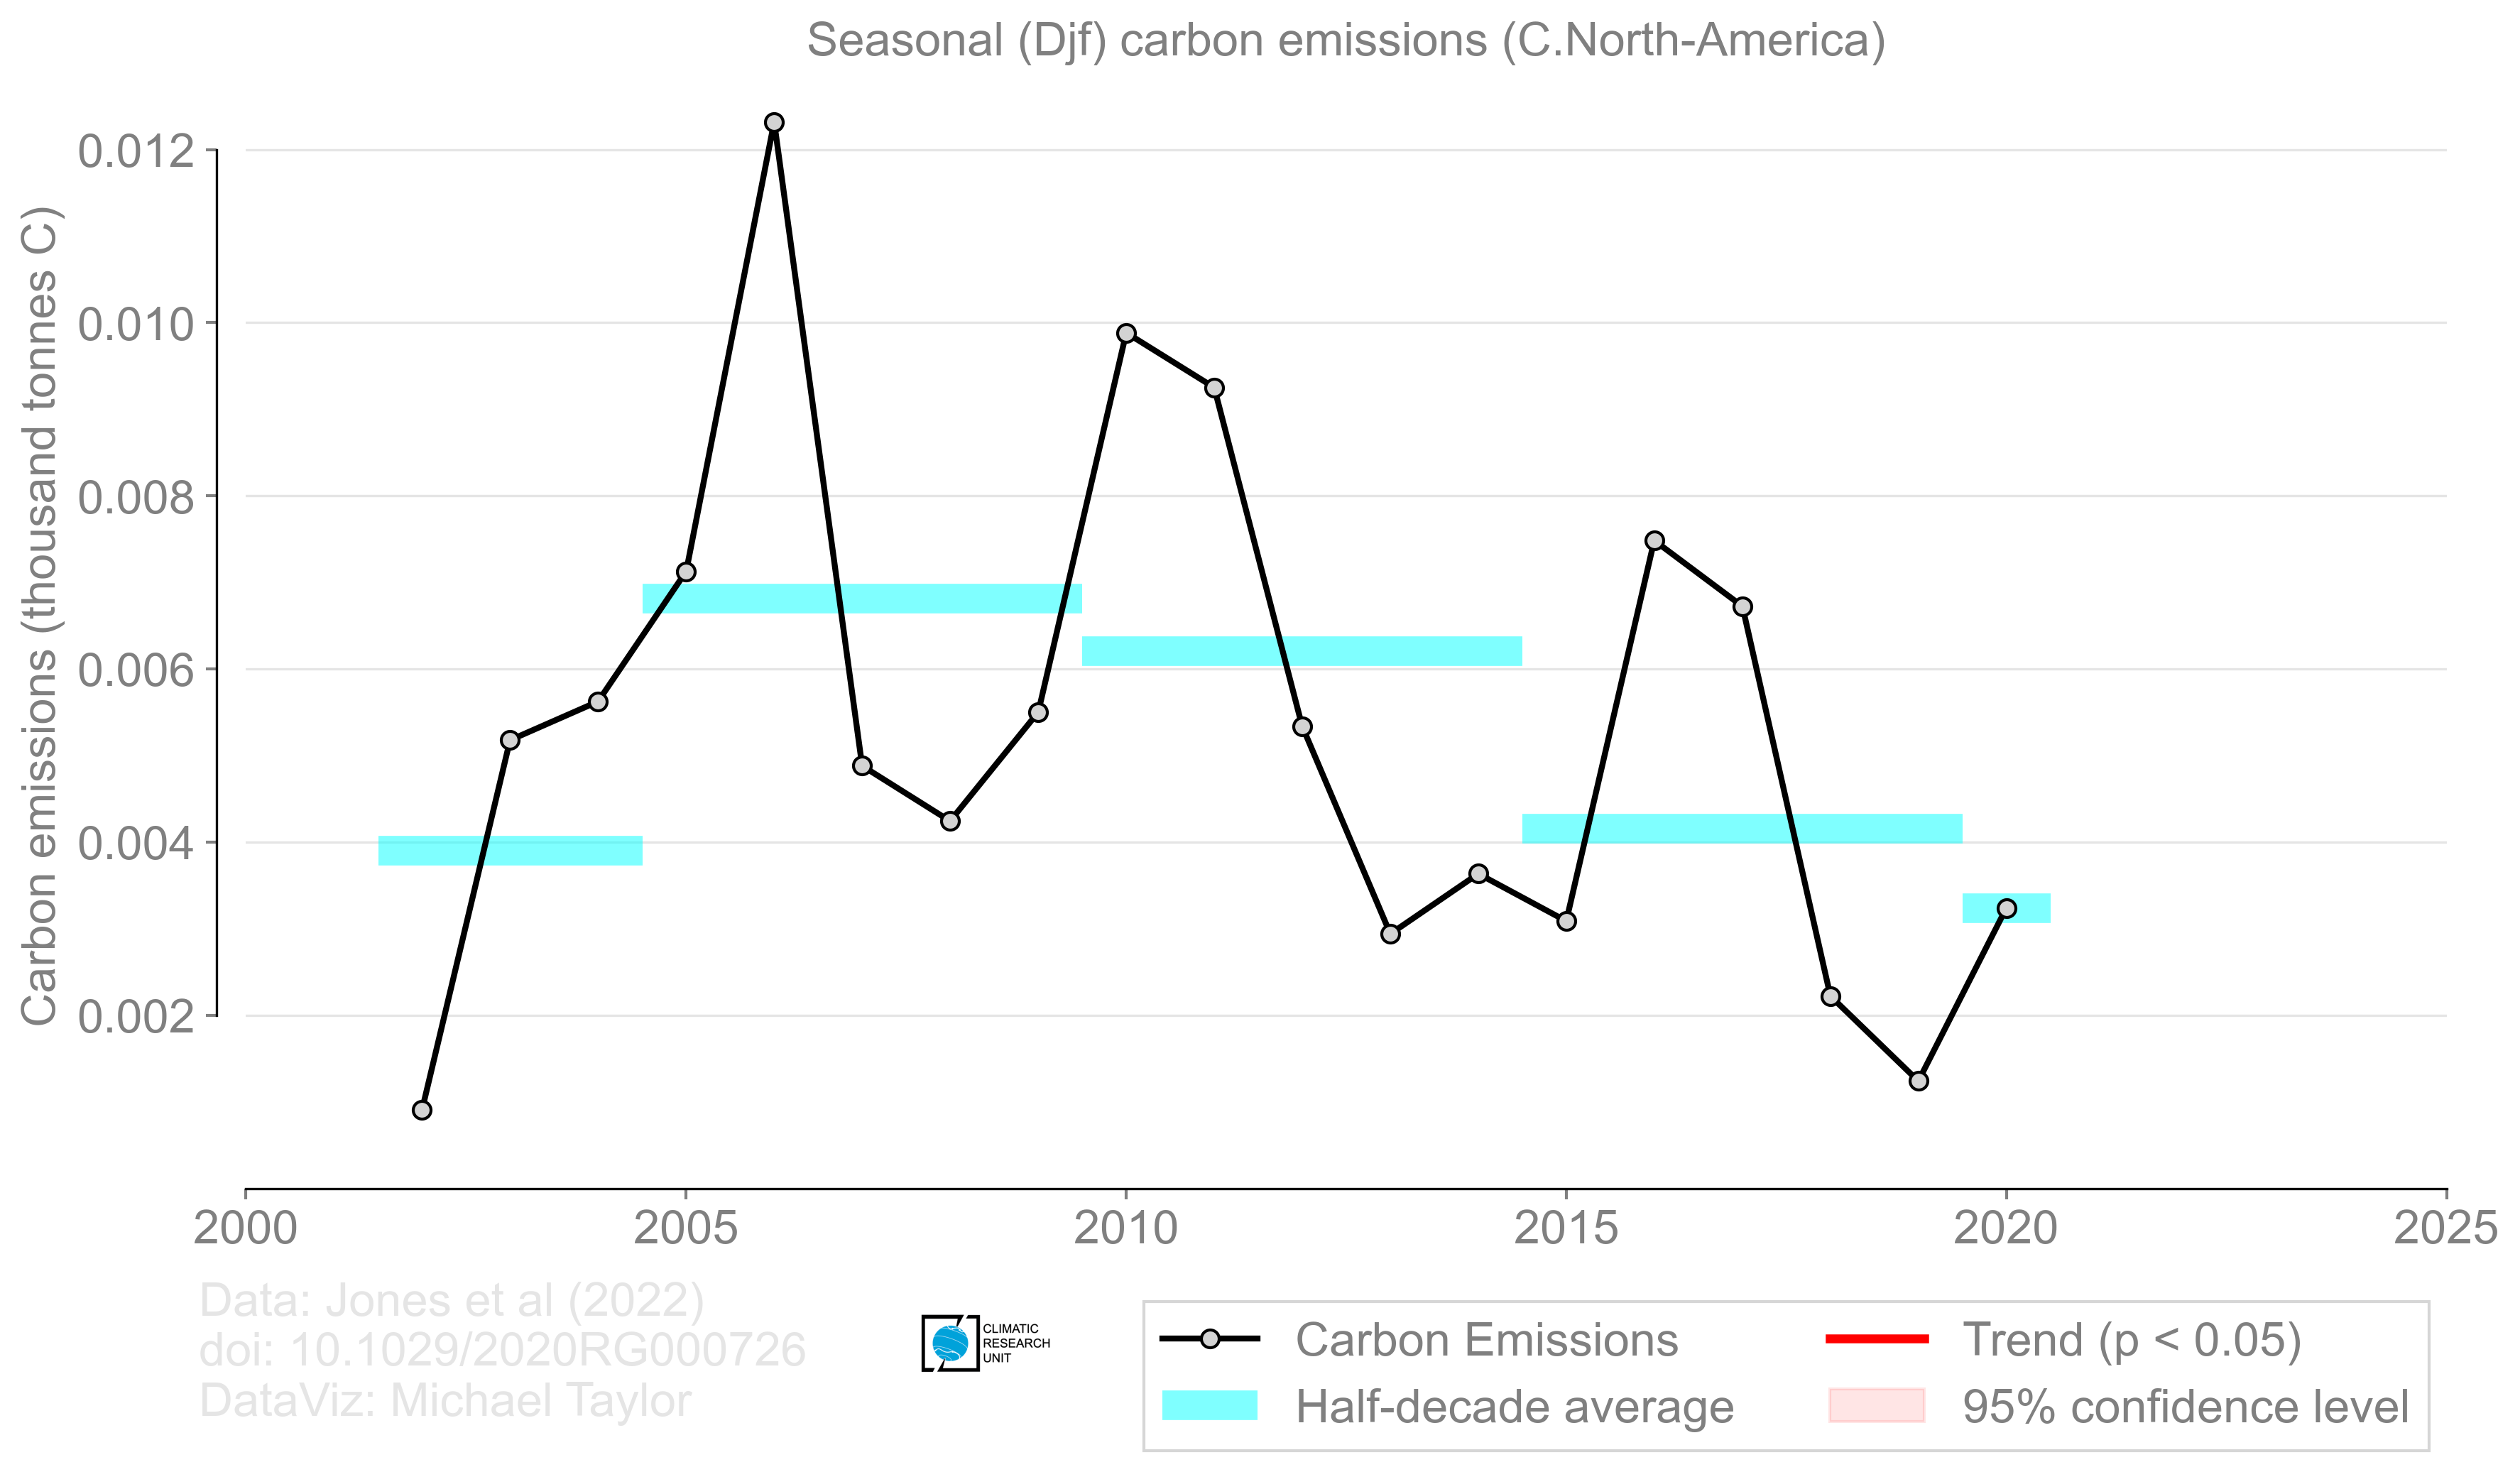 Seasonal (Djf) carbon emissions (C.North-America)
Carbon emissions (thousand tonnes C)
0.012
0.010
0.008
0.006
0.004
0.002
2000 2005 2010 2015 2020 2025
Data: Jones et al (2022)
doi: 10.1029/2020RG000726
DataViz: Michael Taylor
CLIMATIC
RESEARCH
UNIT
Carbon Emissions
Half-decade average
Trend (p < 0.05)
95% confidence level